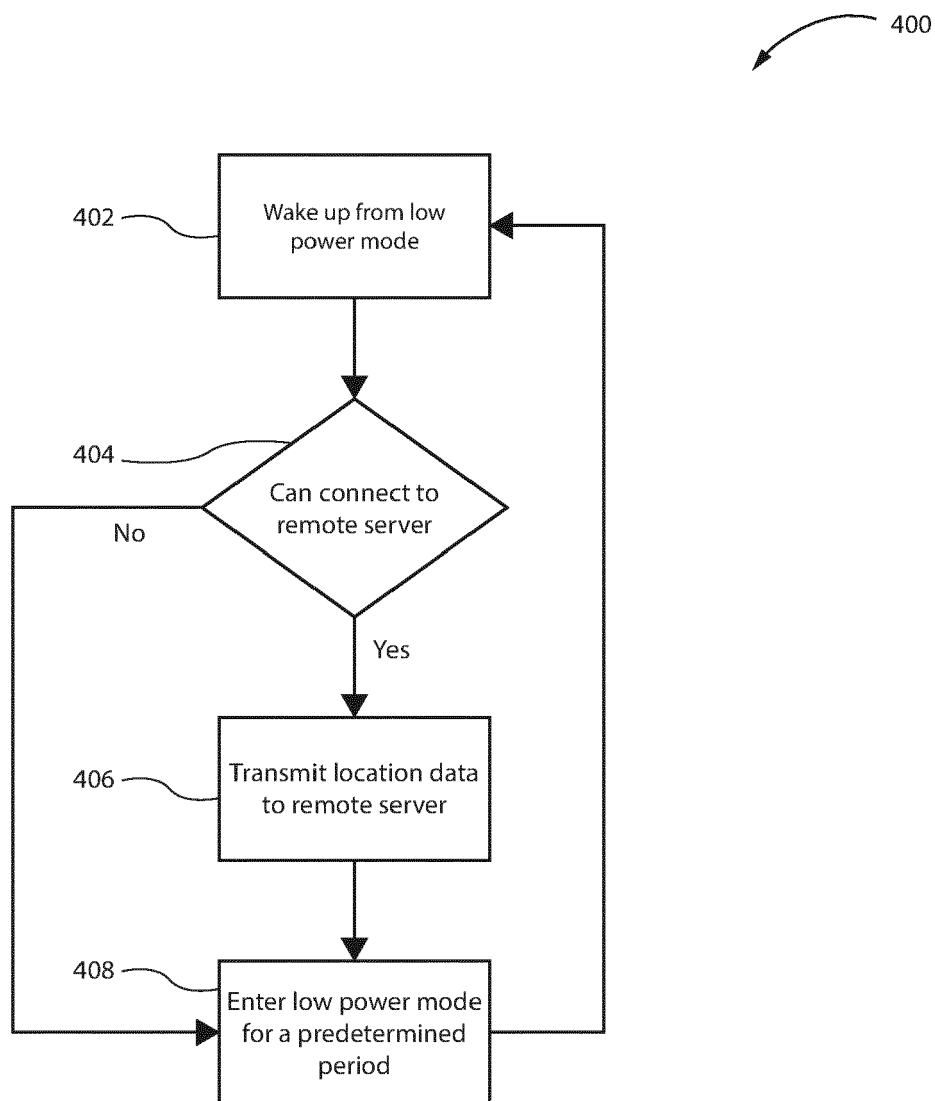 400
402
Wake up from low
power mode
404
Can connect to
remote server
No
Yes
406
Transmit location data
to remote server
408
Enter low power mode
for a predetermined
period